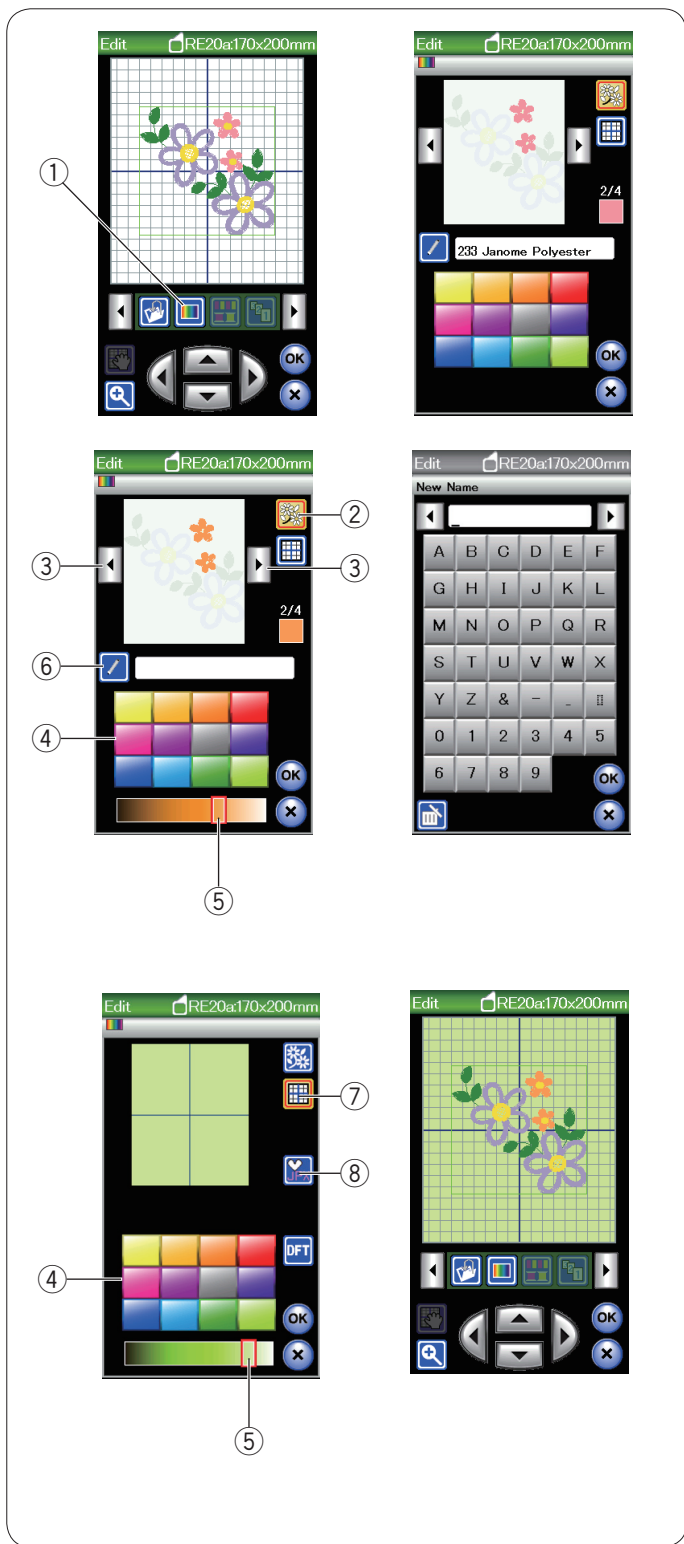 Edit RE20a:170x200mm
①
OK
Edit RE20a:170x200mm
2/4
233 Janome Polyester
OK
Edit RE20a:170x200mm
②
③ ③
2/4
⑥
④
OK
⑤
Edit RE20a:170x200mm
New Name
_
A B C D E F
G H I J K L
M N O P Q R
S T U V W X
Y Z & - _
0 1 2 3 4 5
6 7 8 9
OK
Edit RE20a:170x200mm
⑦
⑧
DFT
④
OK
⑤
Edit RE20a:170x200mm
OK